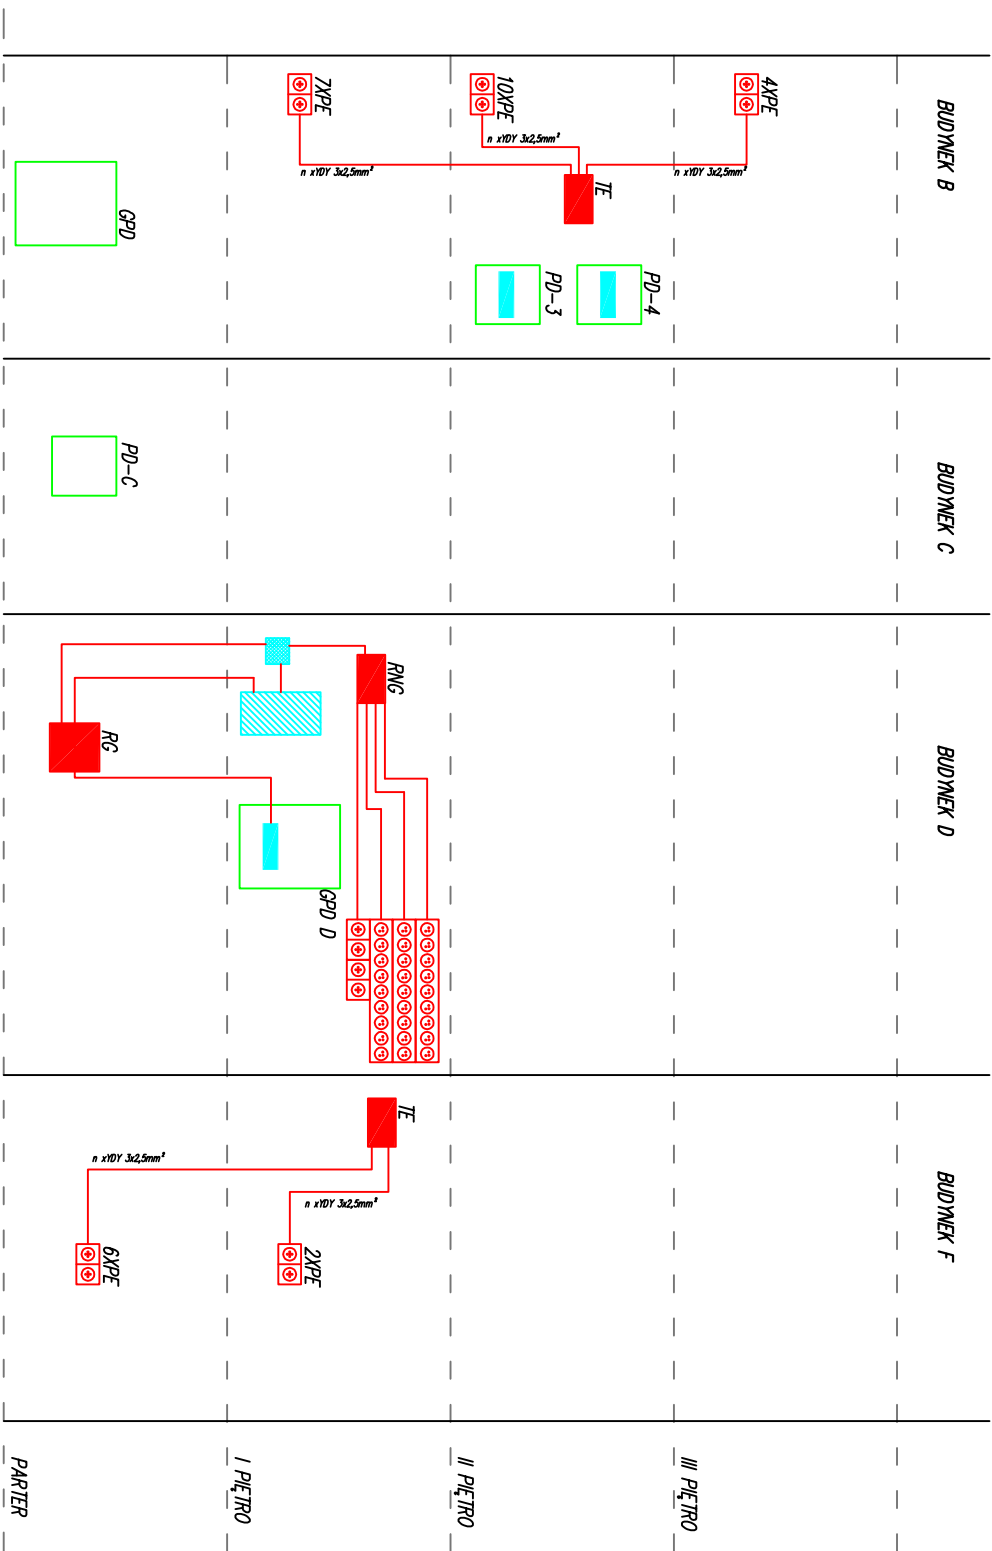 BUDYNEK B
BUDYNEK C
BUDYNEK D
BUDYNEK F
4XPE
n xYDY 3x2,5mm²
III PIĘTRO
10XPE
n xYDY 3x2,5mm²
TE
PD-3
PD-4
II PIĘTRO
7XPE
n xYDY 3x2,5mm²
RNG
GPD D
TE
n xYDY 3x2,5mm²
2XPE
I PIĘTRO
GPD
PD-C
RG
n xYDY 3x2,5mm²
6XPE
PARTER